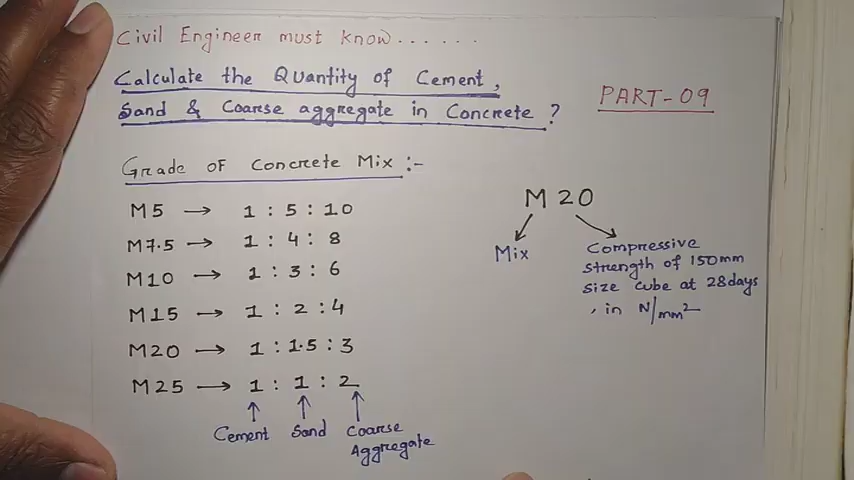 Civil Engineer must know......
Calculate the Quantity of Cement,
Sand & Coarse aggregate in Concrete ?
PART-09
Grade of Concrete Mix :-
M5 → 1 : 5 : 10
M7.5 → 1 : 4 : 8
M10 → 1 : 3 : 6
M15 → 1 : 2 : 4
M20 → 1 : 1.5 : 3
M25 → 1 : 1 : 2
Cement Sand Coarse
Aggregate
M 20
Mix
Compressive
strength of 150mm
size cube at 28days
, in N/mm²